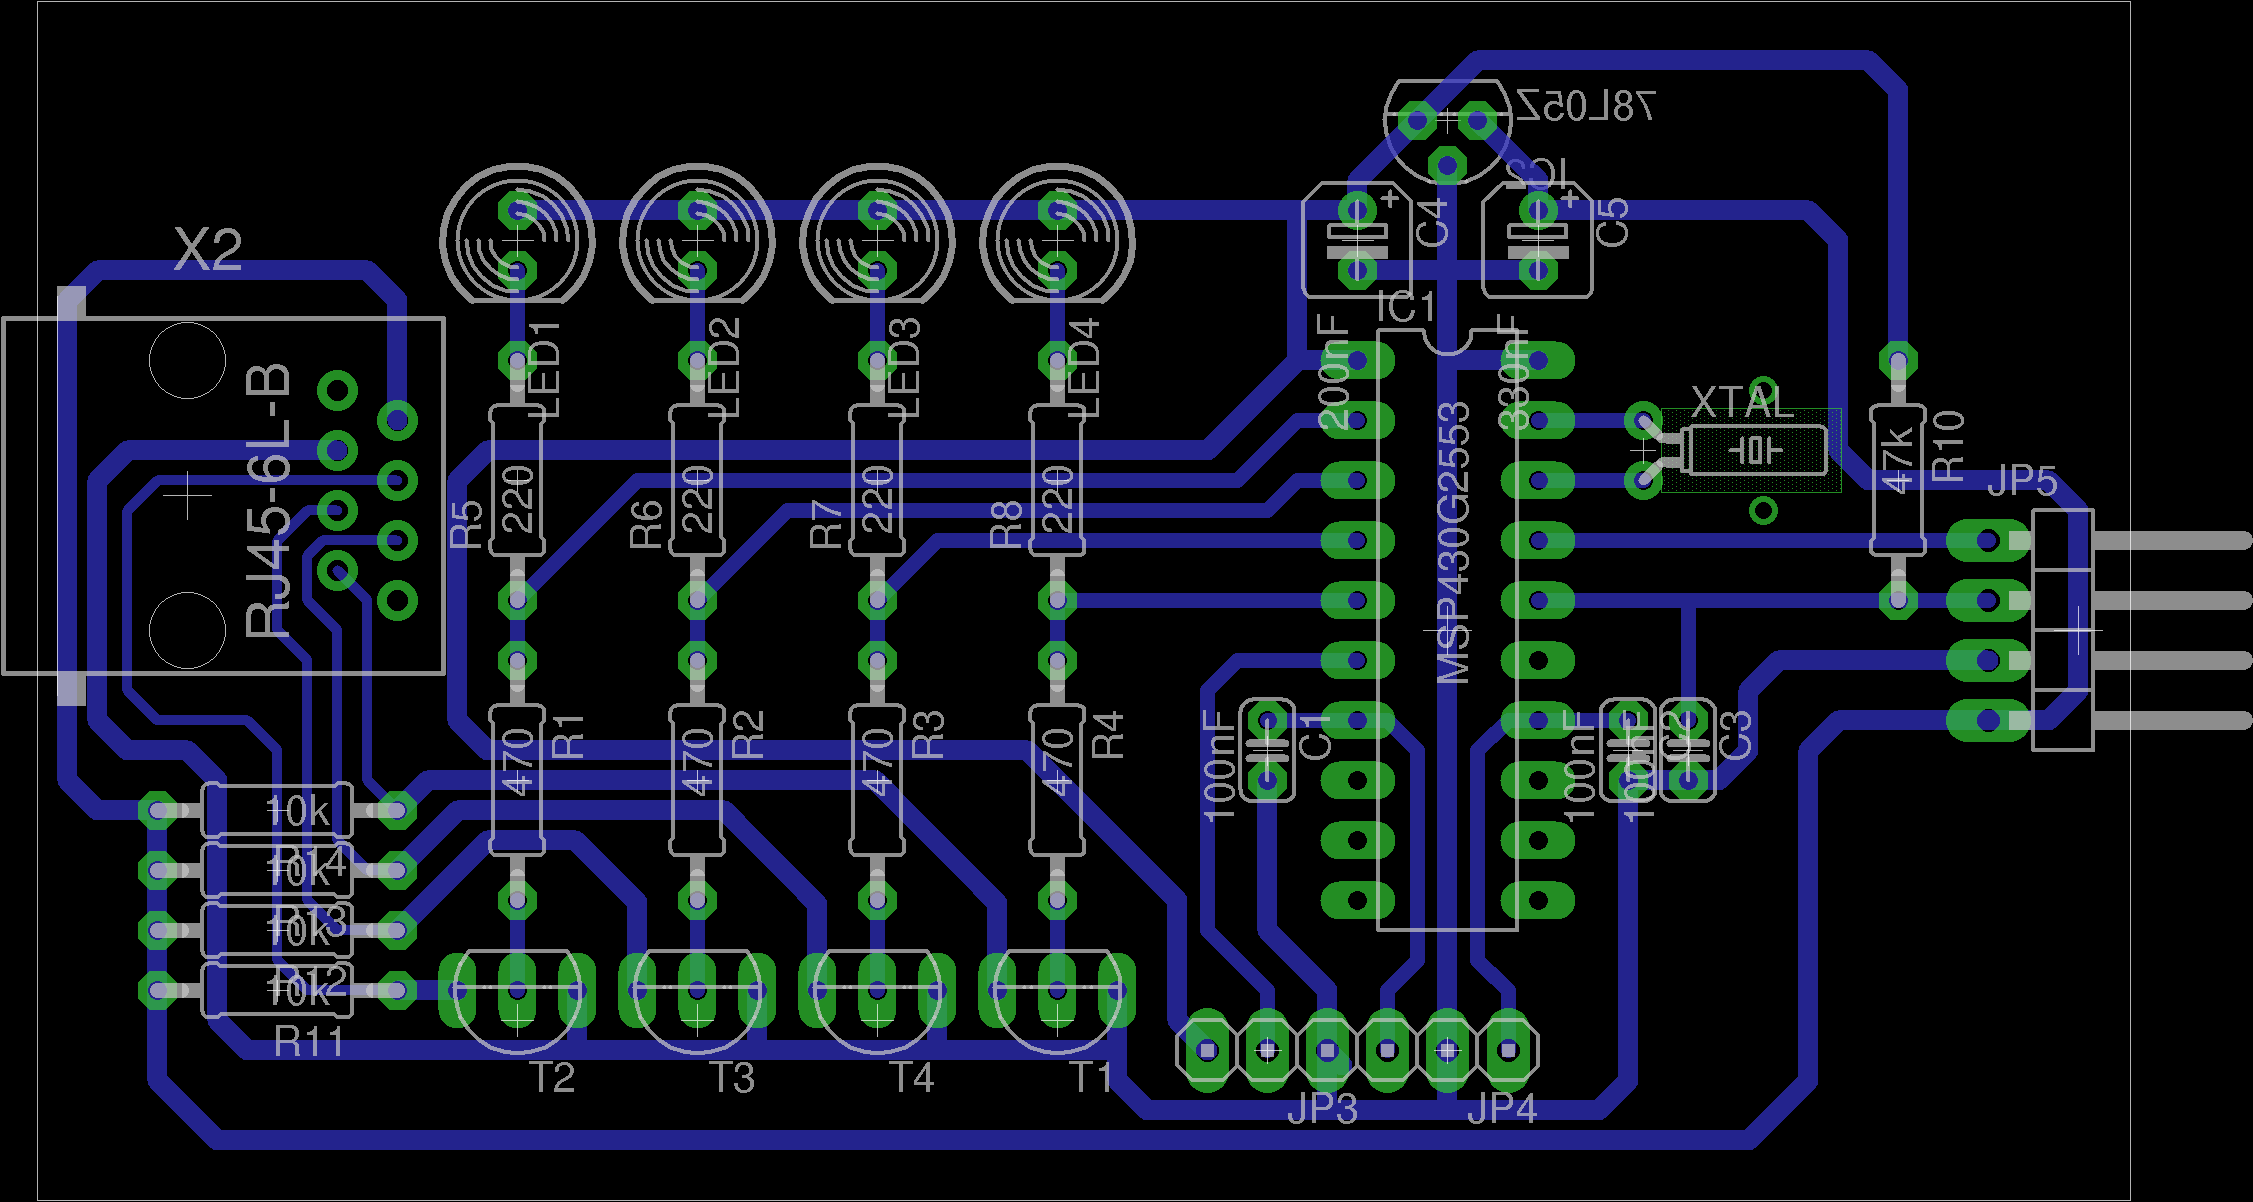 78L05Z
IC3
X2
C4
C5
IC1
LED1
LED2
LED3
LED4
200nF
330nF
XTAL
RJ45-6L-B
220
220
220
220
R5
R6
R7
R8
MSP430G2553
47k
R10
JP5
470
470
470
470
R1
R2
R3
R4
100nF
C1
100nF
C2
100nF
C3
10k
R14
10k
R13
10k
R12
10k
R11
T2
T3
T4
T1
JP3
JP4